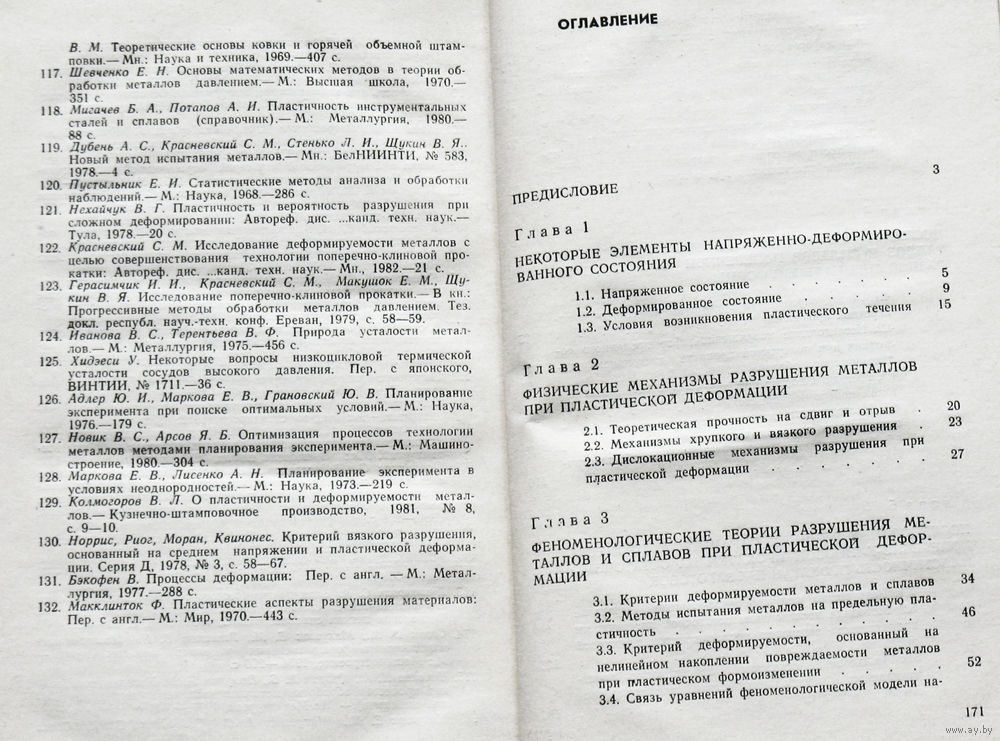 В. М. Теоретические основы ковки и горячей объемной штам-
повки.— Мн.: Наука и техника, 1969.—407 с.
117. Шевченко Е. Н. Основы математических методов в теории об-
работки металлов давлением.— М.: Высшая школа, 1970.—
351 с.
118. Мигачев Б. А., Потапов А. И. Пластичность инструментальных
сталей и сплавов (справочник).— М.: Металлургия, 1980.—
88 с.
119. Дубень А. С., Красневский С. М., Стенько Л. И., Щукин В. Я..
Новый метод испытания металлов.— Мн.: БелНИИНТИ, № 583,
1978.—4 с.
120. Пустыльник Е. И. Статистические методы анализа и обработки
наблюдений.— М.: Наука, 1968.—286 с.
121. Нехайчук В. Г. Пластичность и вероятность разрушения при
сложном деформировании: Автореф. дис. ...канд. техн. наук.—
Тула, 1978.—20 с.
122. Красневский С. М. Исследование деформируемости металлов с
целью совершенствования технологии поперечно-клиновой про-
катки: Автореф. дис. ...канд. техн. наук.— Мн., 1982.—21 с.
123. Герасимчик И. И., Красневский С. М., Макушок Е. М., Щу-
кин В. Я. Исследование поперечно-клиновой прокатки.— В кн.:
Прогрессивные методы обработки металлов давлением. Тез.
докл. республ. науч.-техн. конф. Ереван, 1979, с. 58—59.
124. Иванова В. С., Терентьева В. Ф. Природа усталости метал-
лов.— М.: Металлургия, 1975.—456 с.
125. Хидэеси У. Некоторые вопросы низкоцикловой термической
усталости сосудов высокого давления. Пер. с японского,
ВИНТИИ, № 1711.—36 с.
126. Адлер Ю. И., Маркова Е. В., Грановский Ю. В. Планирование
эксперимента при поиске оптимальных условий.— М.: Наука,
1976.—179 с.
127. Новик В. С., Арсов Я. Б. Оптимизация процессов технологии
металлов методами планирования эксперимента.— М.: Машино-
строение, 1980.—304 с.
128. Маркова Е. В., Лисенко А. Н. Планирование эксперимента в
условиях неоднородностей.— М.: Наука, 1973.—219 с.
129. Колмогоров В. Л. О пластичности и деформируемости метал-
лов.— Кузнечно-штамповочное производство, 1981, № 8,
с. 9—10.
130. Норрис, Риог, Моран, Квинонес. Критерий вязкого разрушения,
основанный на среднем напряжении и пластической деформа-
ции. Серия Д, 1978, № 3, с. 58—67.
131. Бэкофен В. Процессы деформации: Пер. с англ. — М.: Метал-
лургия, 1977.—288 с.
132. Макклинток Ф. Пластические аспекты разрушения материалов:
Пер. с англ.— М.: Мир, 1970.—443 с.
ОГЛАВЛЕНИЕ
ПРЕДИСЛОВИЕ 3
Глава 1
НЕКОТОРЫЕ ЭЛЕМЕНТЫ НАПРЯЖЕННО-ДЕФОРМИРО-
ВАННОГО СОСТОЯНИЯ
1.1. Напряженное состояние . . . . . . . 5
1.2. Деформированное состояние . . . . . . 9
1.3. Условия возникновения пластического течения 15
Глава 2
ФИЗИЧЕСКИЕ МЕХАНИЗМЫ РАЗРУШЕНИЯ МЕТАЛЛОВ
ПРИ ПЛАСТИЧЕСКОЙ ДЕФОРМАЦИИ
2.1. Теоретическая прочность на сдвиг и отрыв . 20
2.2. Механизмы хрупкого и вязкого разрушения . 23
2.3. Дислокационные механизмы разрушения при
пластической деформации . . . . . . . 27
Глава 3
ФЕНОМЕНОЛОГИЧЕСКИЕ ТЕОРИИ РАЗРУШЕНИЯ МЕ-
ТАЛЛОВ И СПЛАВОВ ПРИ ПЛАСТИЧЕСКОЙ ДЕФОР-
МАЦИИ
3.1. Критерии деформируемости металлов и сплавов 34
3.2. Методы испытания металлов на предельную пла-
стичность . . . . . . . . . . . 46
3.3. Критерий деформируемости, основанный на
нелинейном накоплении повреждаемости металлов
при пластическом формоизменении . . . . . 52
3.4. Связь уравнений феноменологической модели на-
171
www.ay.by